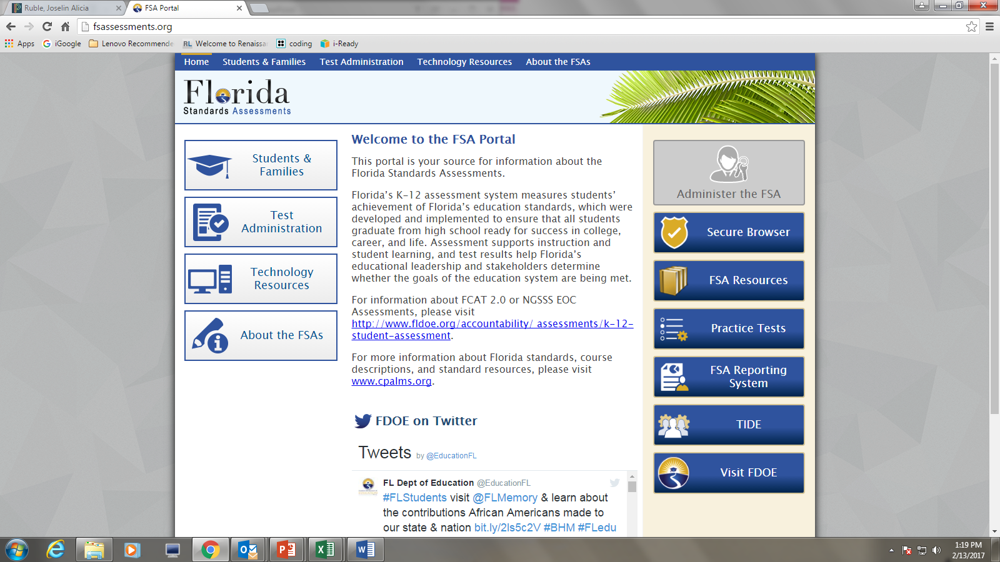 Ruble, Joselin Alicia
FSA Portal
fsassessments.org
Apps
iGoogle
Lenovo Recommende
RL Welcome to Renaissan
coding
i-Ready
Home Students & Families Test Administration Technology Resources About the FSAs
Florida
Standards Assessments
Students &
Families
Test
Administration
Technology
Resources
About the FSAs
Welcome to the FSA Portal
This portal is your source for information about the
Florida Standards Assessments.
Florida's K-12 assessment system measures students'
achievement of Florida's education standards, which were
developed and implemented to ensure that all students
graduate from high school ready for success in college,
career, and life. Assessment supports instruction and
student learning, and test results help Florida's
educational leadership and stakeholders determine
whether the goals of the education system are being met.
For information about FCAT 2.0 or NGSSS EOC
Assessments, please visit
http://www.fldoe.org/accountability/ assessments/k-12-
student-assessment.
For more information about Florida standards, course
descriptions, and standard resources, please visit
www.cpalms.org.
FDOE on Twitter
Tweets by @EducationFL
FL Dept of Education @EducationFL
#FLStudents visit @FLMemory & learn about
the contributions African Americans made to
our state & nation bit.ly/2ls5c2V #BHM #FLedu
Administer the FSA
Secure Browser
FSA Resources
Practice Tests
FSA Reporting
System
TIDE
Visit FDOE
1:19 PM
2/13/2017